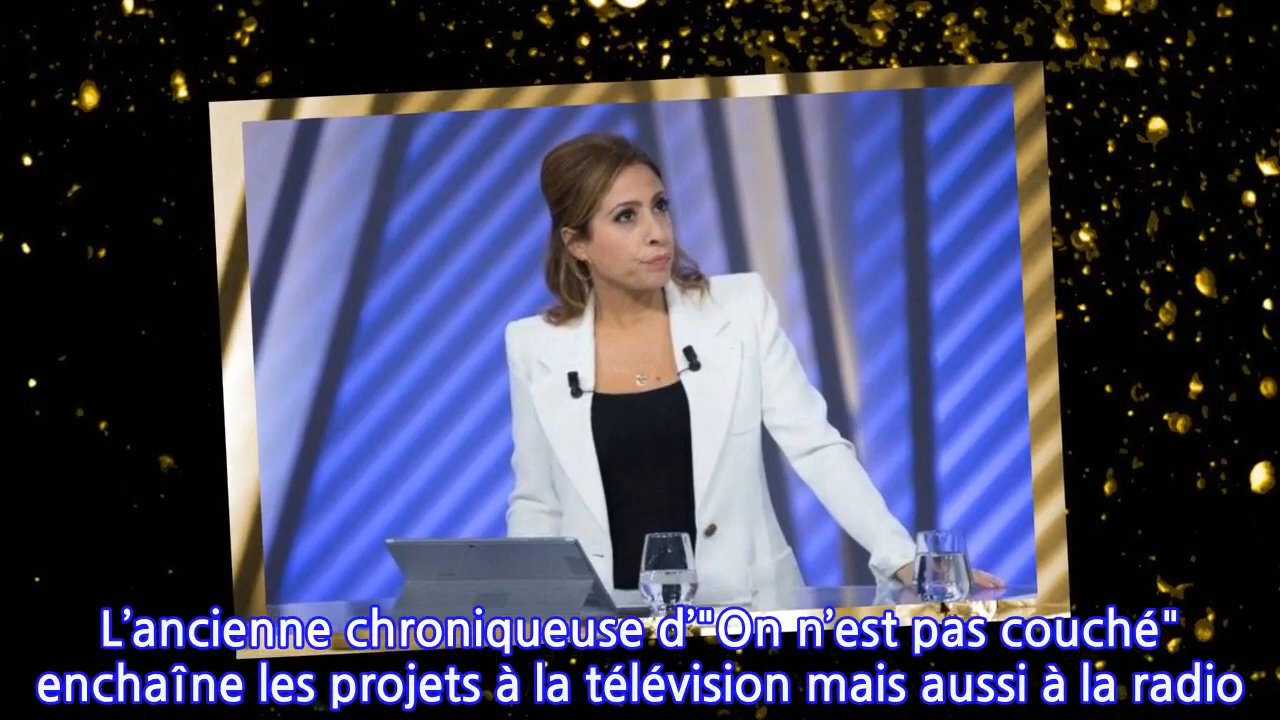 L’ancienne chroniqueuse d’"On n’est pas couché"
enchaîne les projets à la télévision mais aussi à la radio